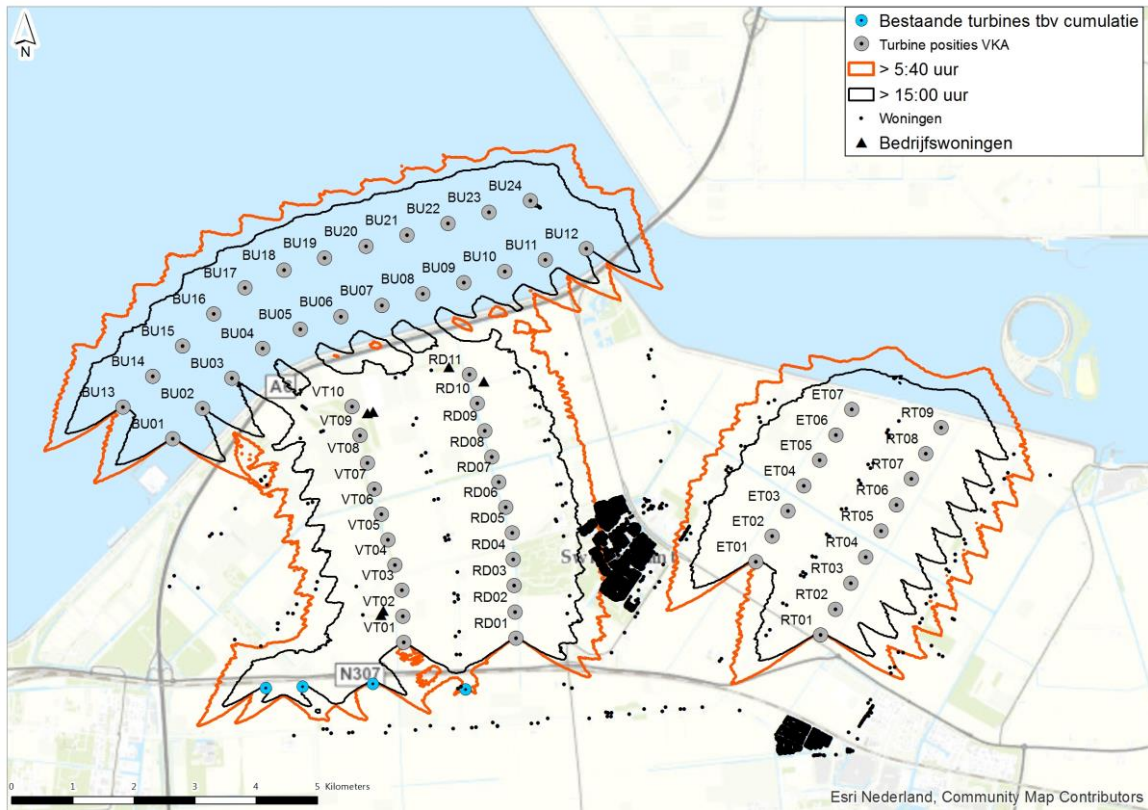 Bestaande turbines tbv cumulatie
Turbine posities VKA
> 5:40 uur
> 15:00 uur
Woningen
Bedrijfswoningen
N
BU24
BU23
BU22
BU21
BU20
BU19
BU18
BU17
BU16
BU15
BU14
BU13
BU12
BU11
BU10
BU09
BU08
BU07
BU06
BU05
BU04
BU03
BU02
BU01
RD11
RD10
RD09
RD08
RD07
RD06
RD05
RD04
RD03
RD02
RD01
VT10
VT09
VT08
VT07
VT06
VT05
VT04
VT03
VT02
VT01
ET07
ET06
ET05
ET04
ET03
ET02
ET01
RT09
RT08
RT07
RT06
RT05
RT04
RT03
RT02
RT01
N307
0 1 2 3 4 5 Kilometers
Esri Nederland, Community Map Contributors